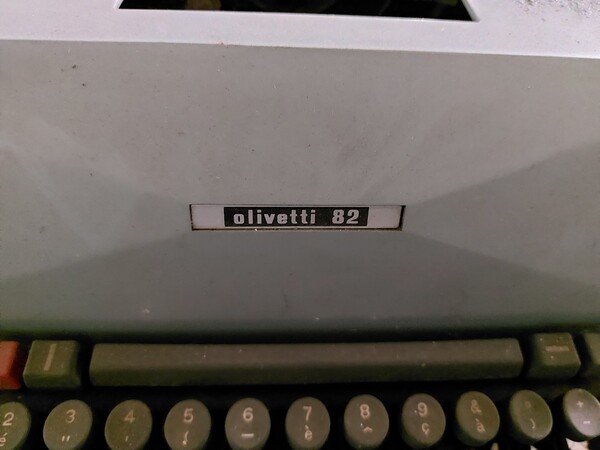 olivetti 82
2 3 4 5 6 7 8 9
é " ' ( _ è ç à )